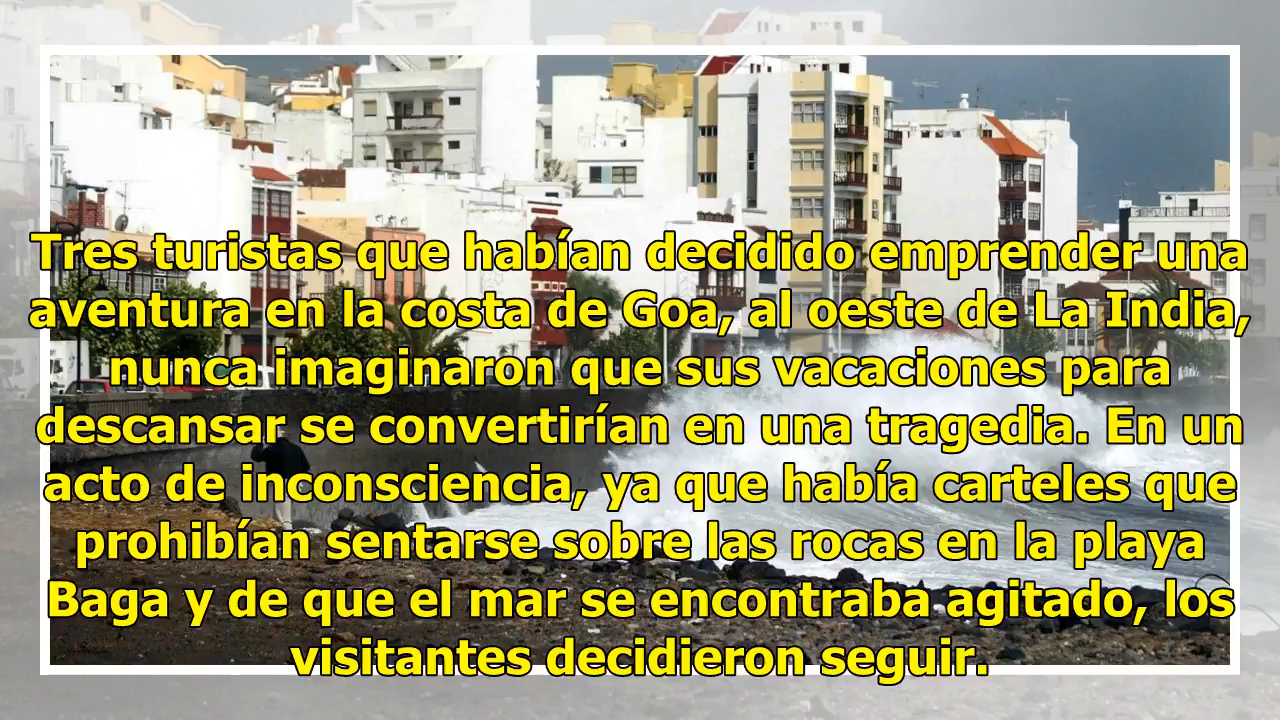 Tres turistas que habían decidido emprender una
aventura en la costa de Goa, al oeste de La India,
nunca imaginaron que sus vacaciones para
descansar se convertirían en una tragedia. En un
acto de inconsciencia, ya que había carteles que
prohibían sentarse sobre las rocas en la playa
Baga y de que el mar se encontraba agitado, los
visitantes decidieron seguir.